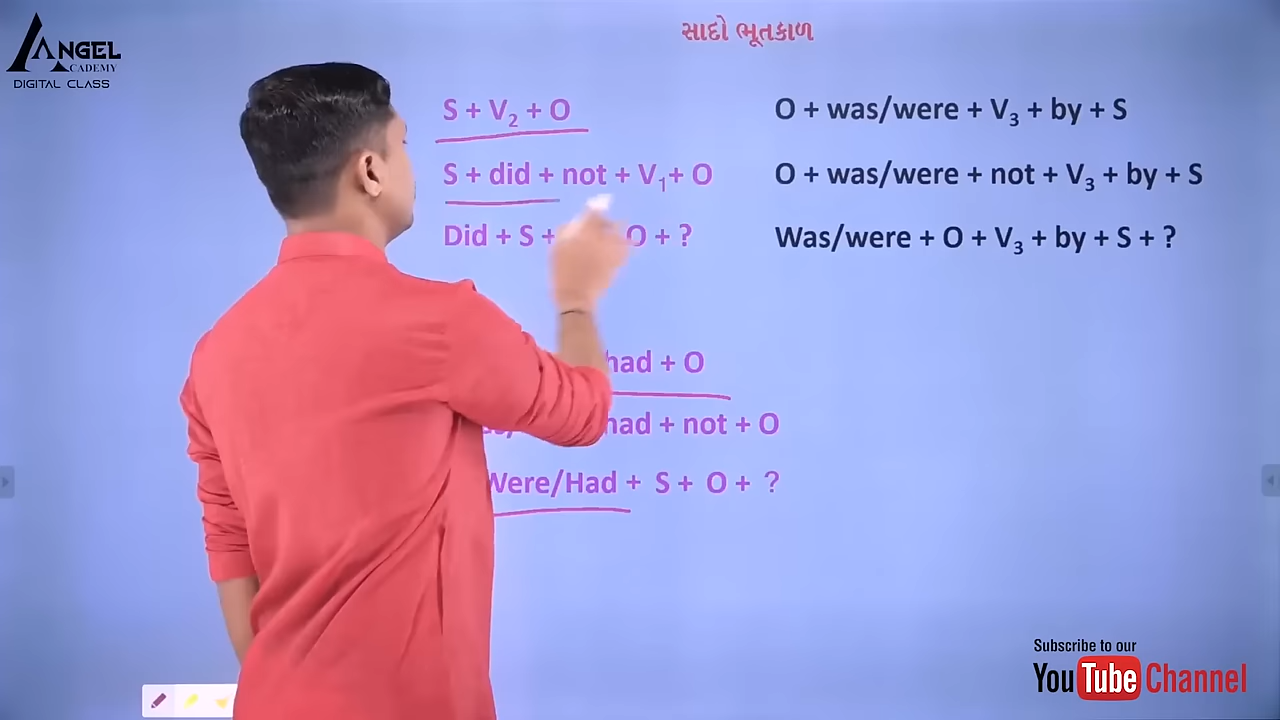 ANGEL
ACADEMY
DIGITAL CLASS
સાદો ભૂતકાળ
S + V2 + O
O + was/were + V3 + by + S
S + did + not + V1+ O
O + was/were + not + V3 + by + S
Did + S + O + ?
Was/were + O + V3 + by + S + ?
had + O
had + not + O
Were/Had + S + O + ?
Subscribe to our
YouTube Channel